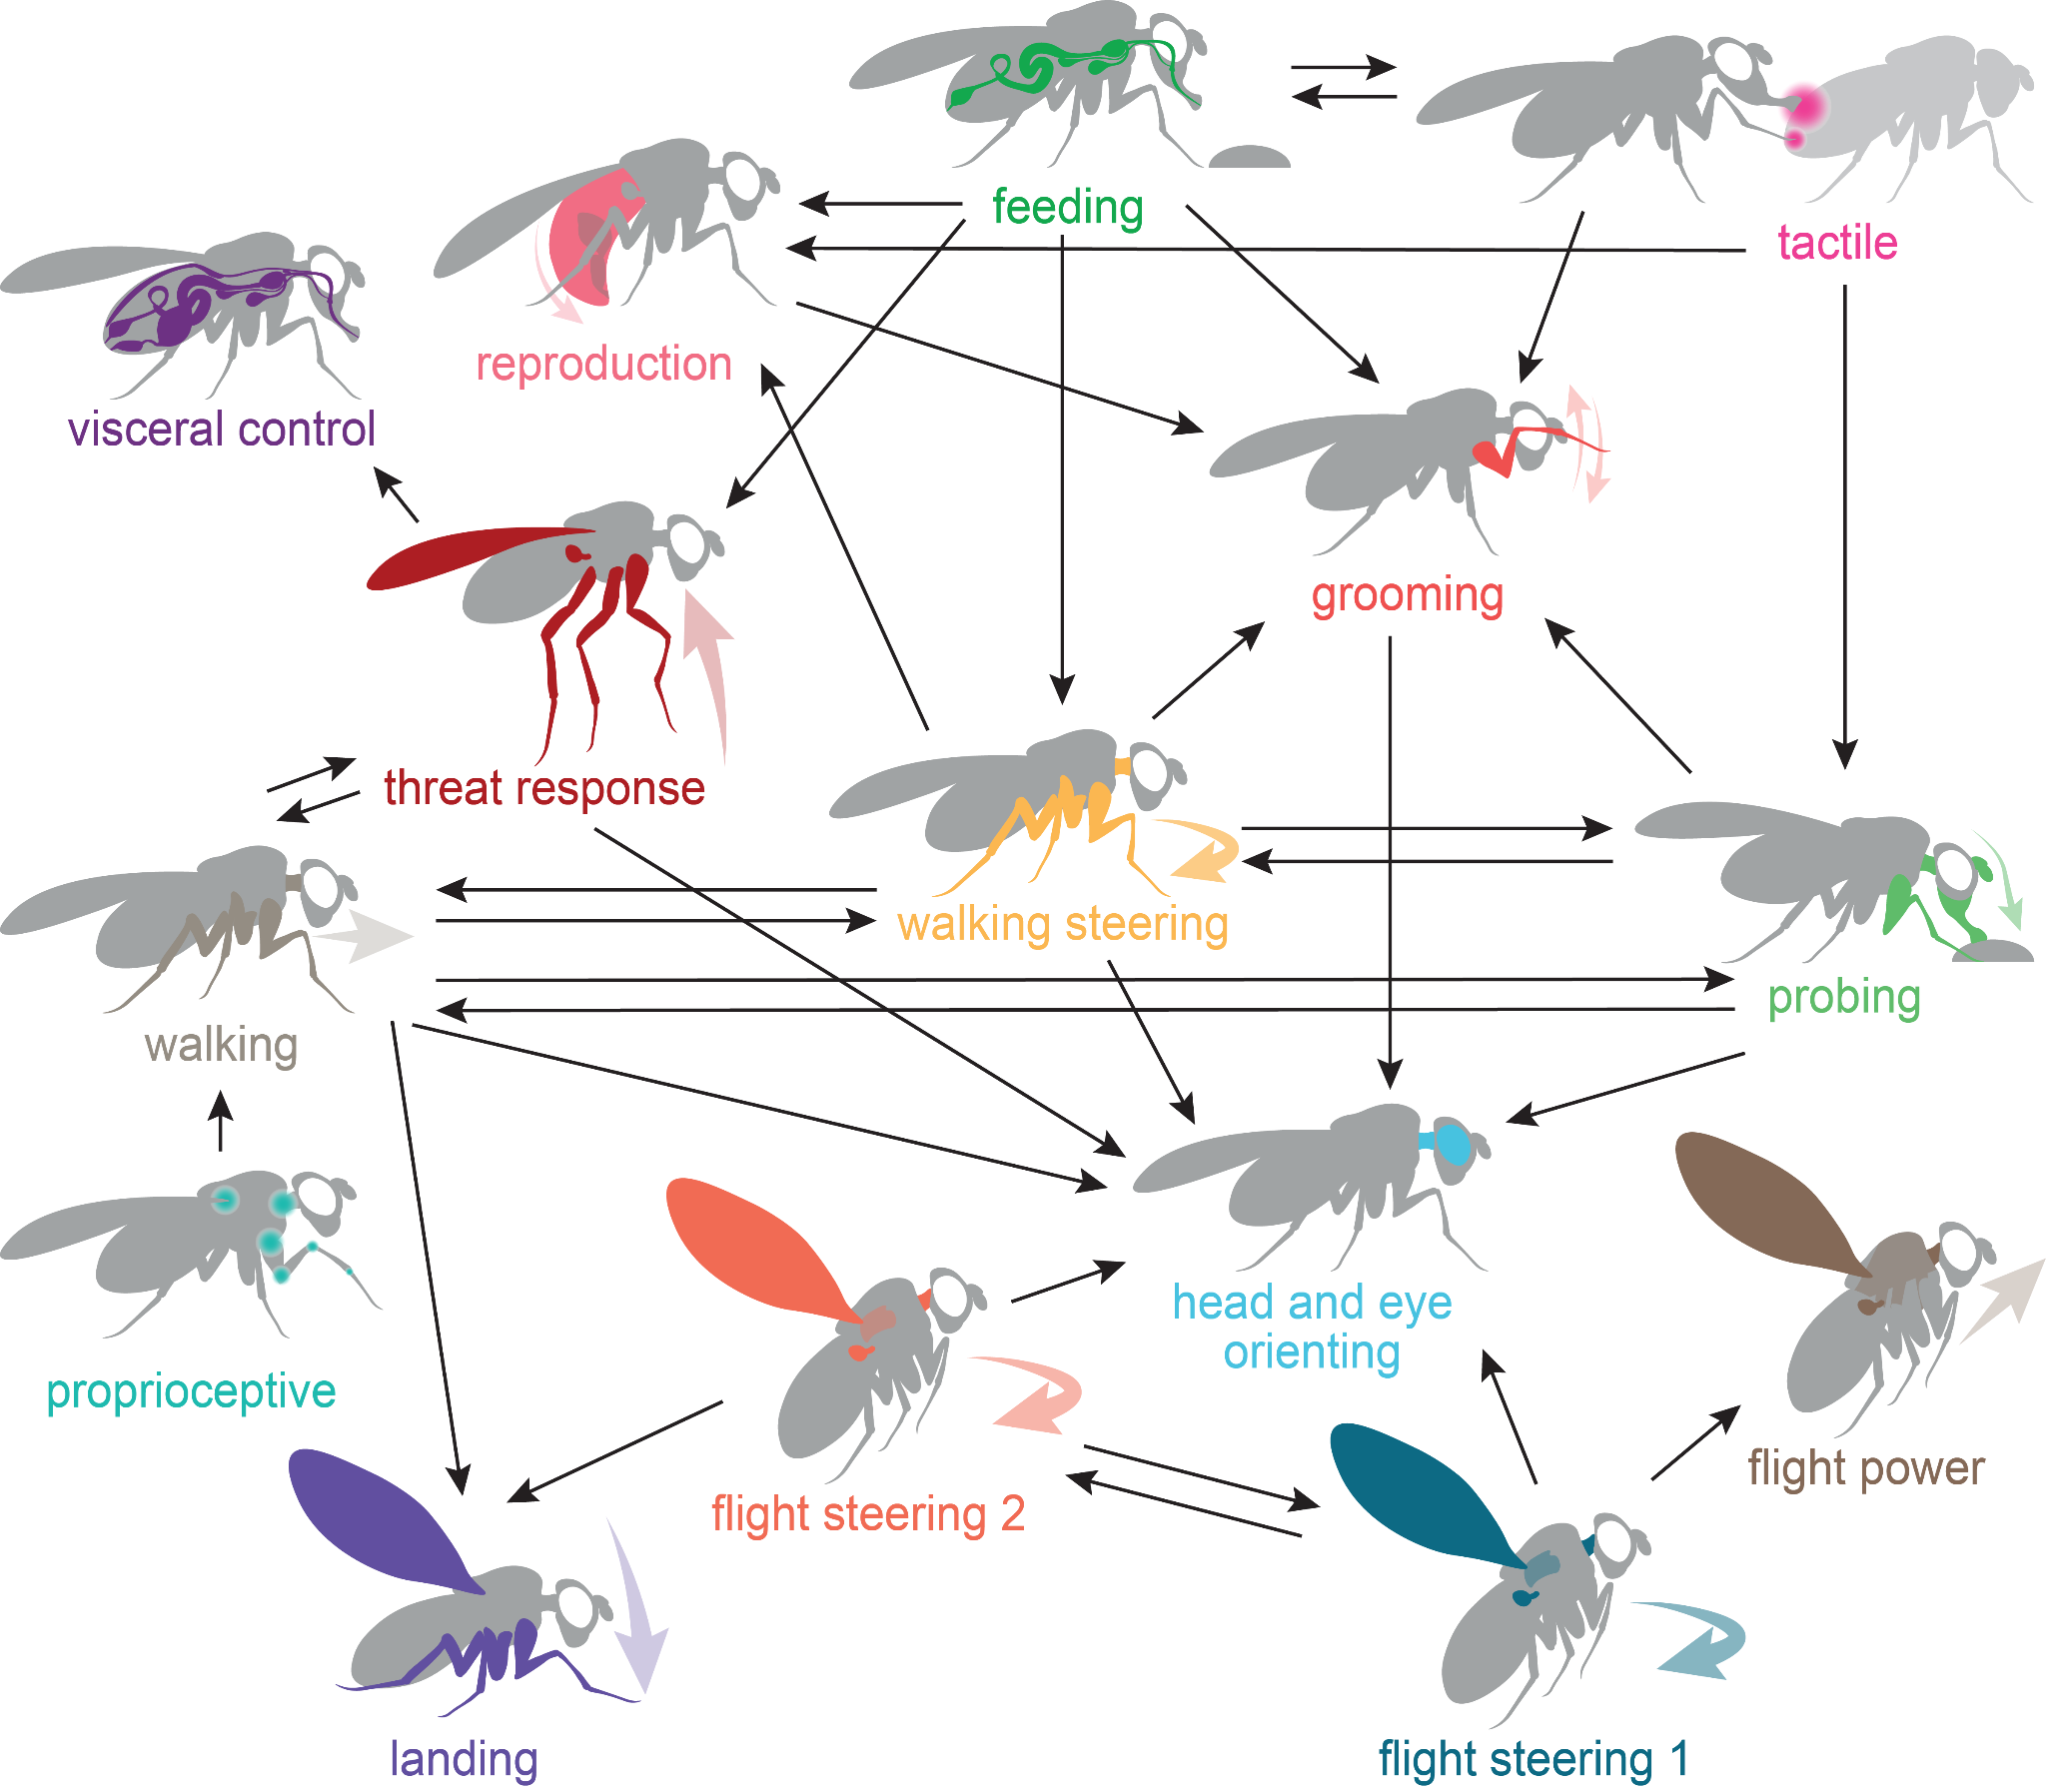 feeding
tactile
reproduction
visceral control
grooming
threat response
walking steering
probing
walking
head and eye
orienting
proprioceptive
flight power
flight steering 2
landing
flight steering 1